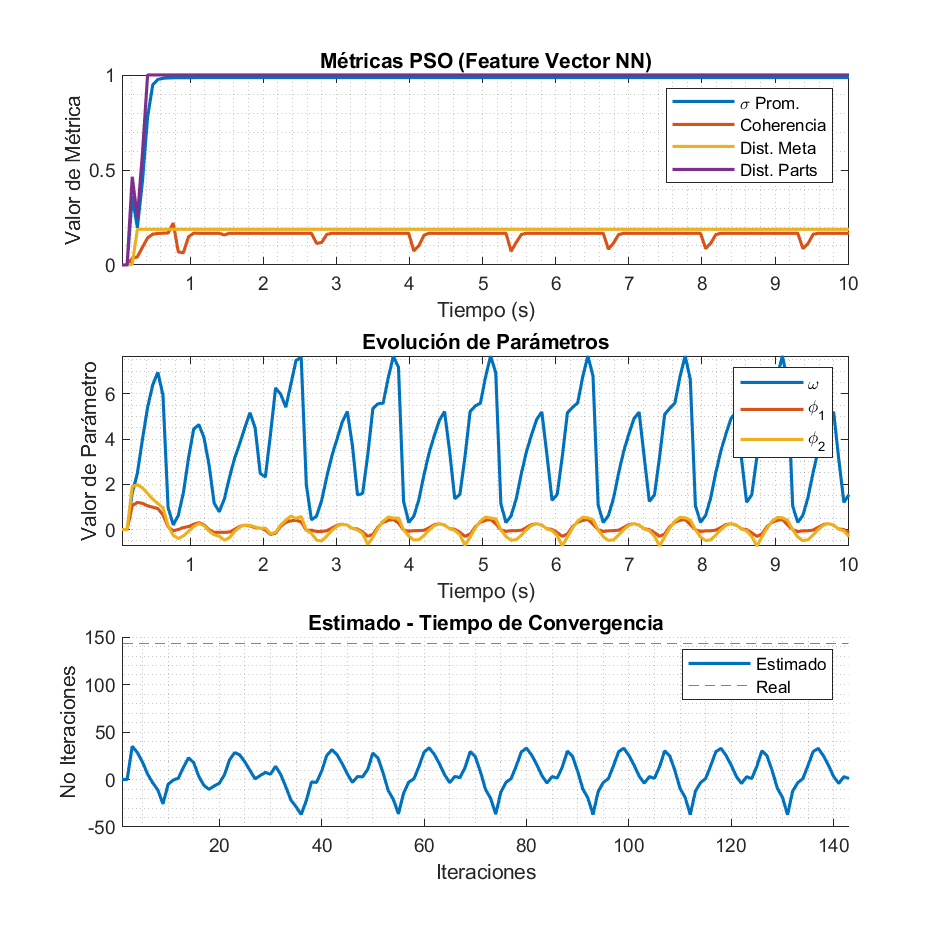 Métricas PSO (Feature Vector NN)
Valor de Métrica
1
0.5
0
σ Prom.
Coherencia
Dist. Meta
Dist. Parts
1 2 3 4 5 6 7 8 9 10
Tiempo (s)
Evolución de Parámetros
Valor de Parámetro
6
4
2
0
ω
ϕ1
ϕ2
1 2 3 4 5 6 7 8 9 10
Tiempo (s)
Estimado - Tiempo de Convergencia
No Iteraciones
150
100
50
0
-50
Estimado
Real
20 40 60 80 100 120 140
Iteraciones